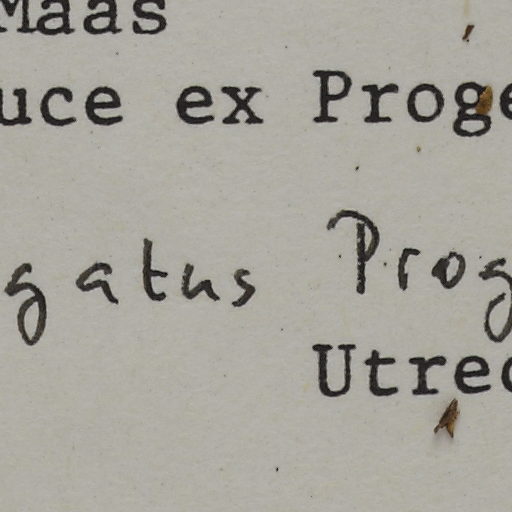 Maas
uce ex Proge
gatus Prog
Utrec